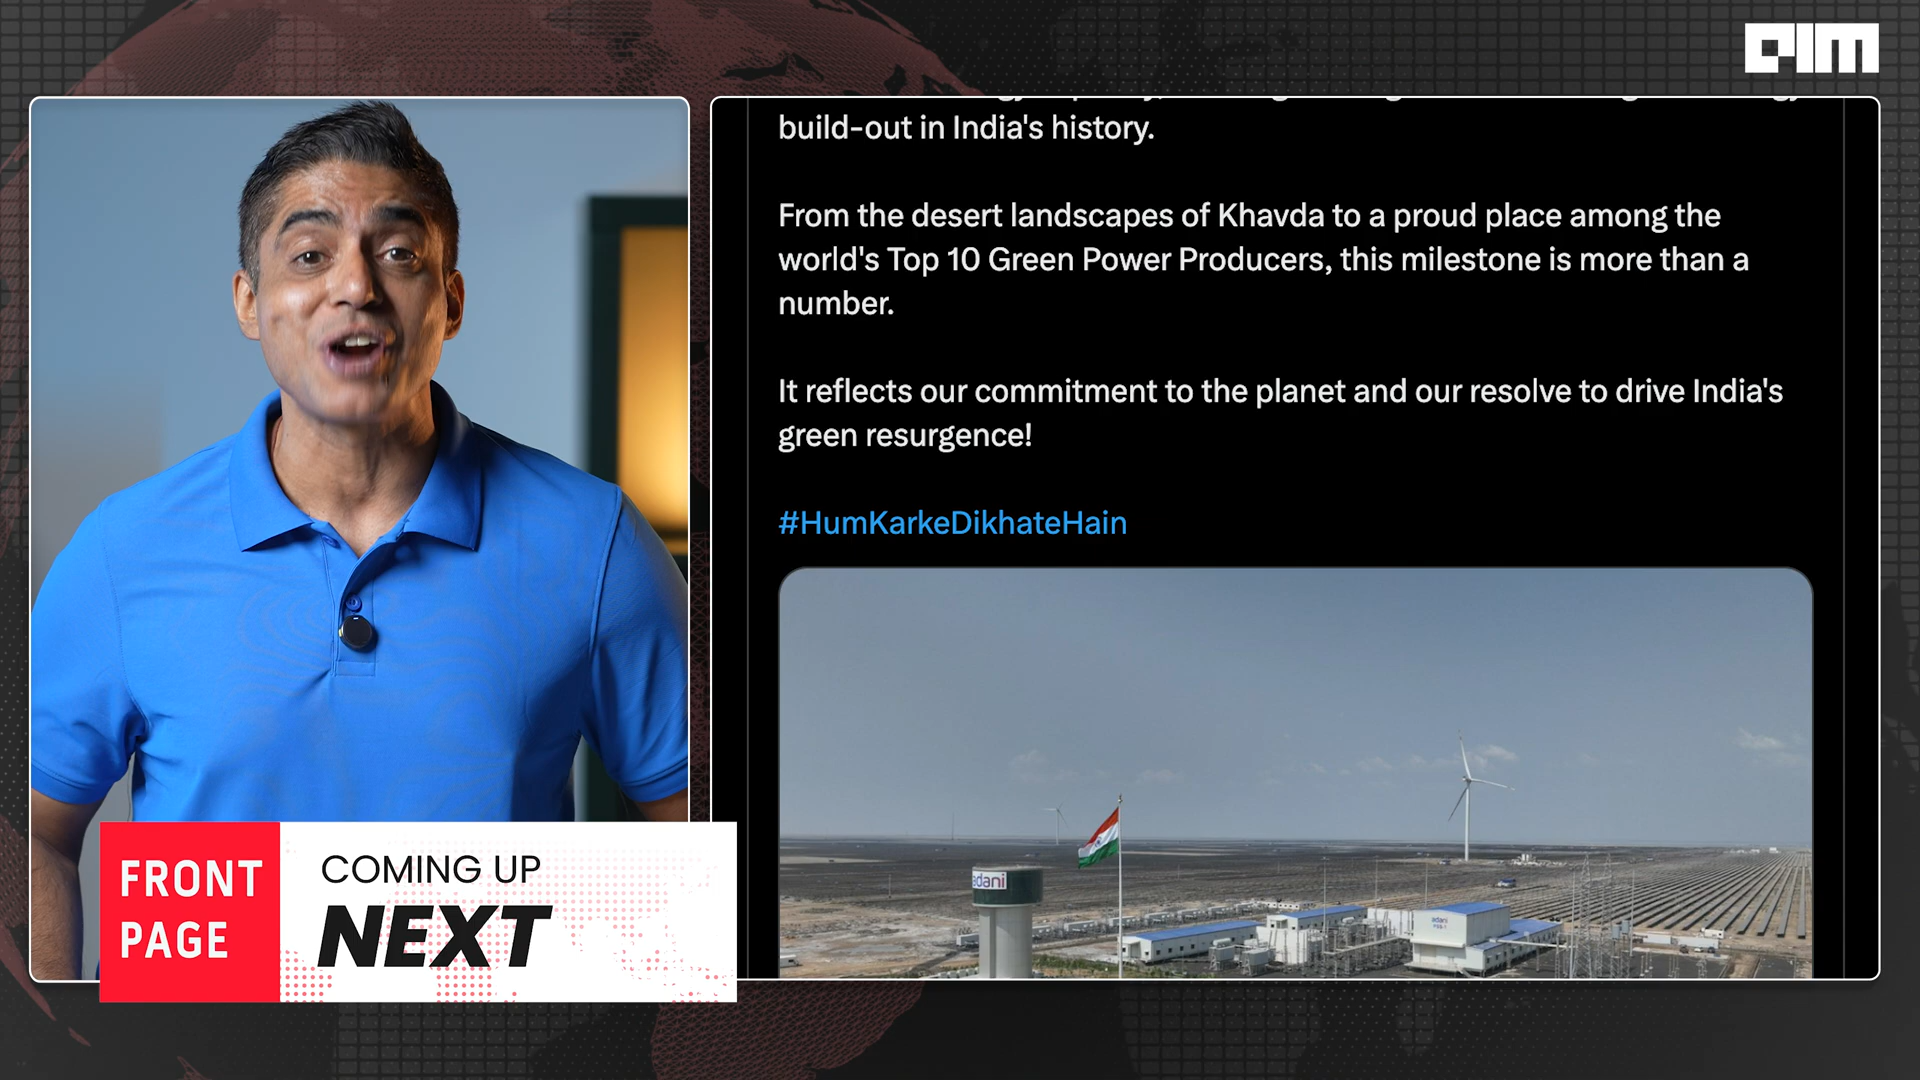 AIM
build-out in India's history.
From the desert landscapes of Khavda to a proud place among the
world's Top 10 Green Power Producers, this milestone is more than a
number.
It reflects our commitment to the planet and our resolve to drive India's
green resurgence!
#HumKarkeDikhateHain
adani
adani
FRONT
PAGE
COMING UP
NEXT